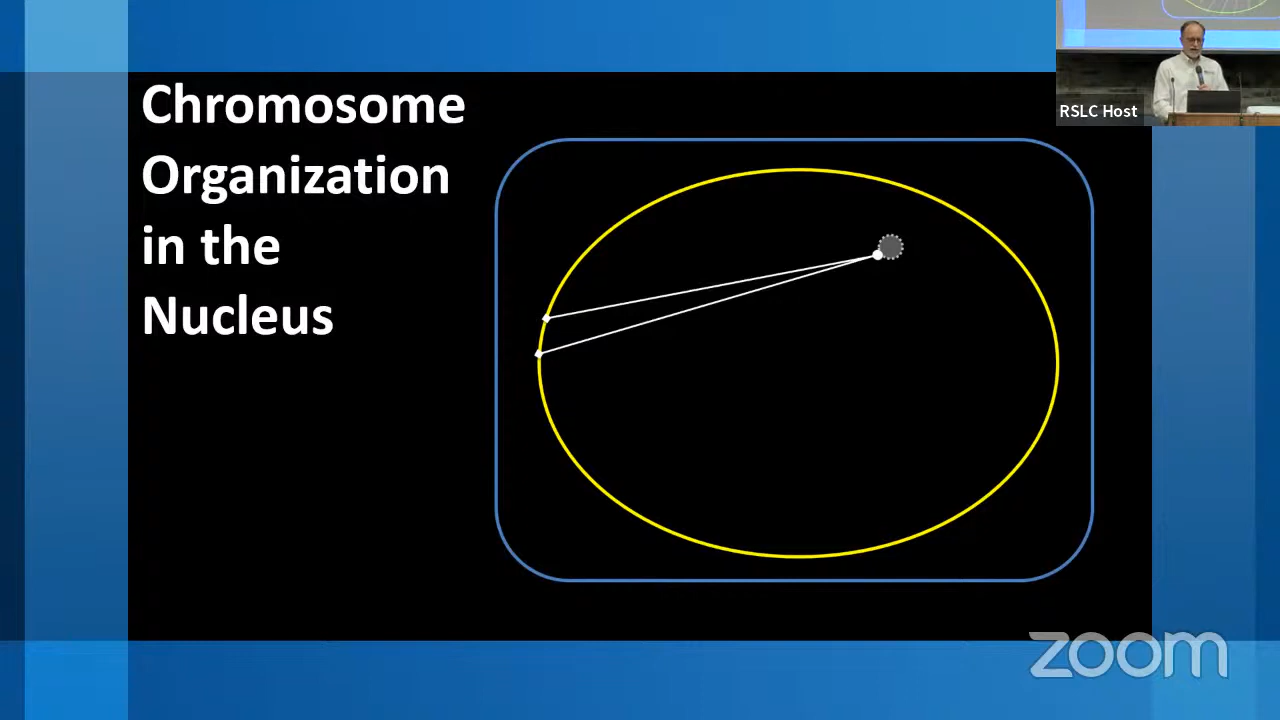 Chromosome
Organization
in the
Nucleus
RSLC Host
zoom